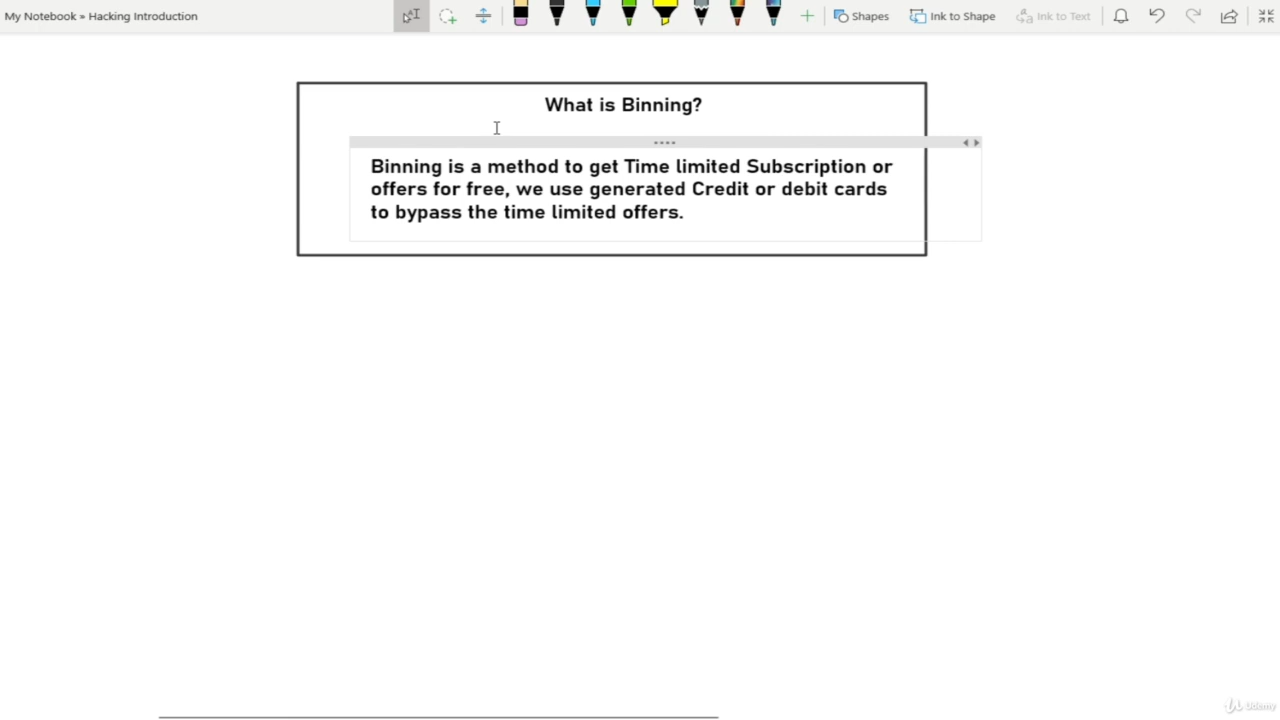 My Notebook » Hacking Introduction
Shapes
Ink to Shape
Ink to Text
What is Binning?
Binning is a method to get Time limited Subscription or
offers for free, we use generated Credit or debit cards
to bypass the time limited offers.
Udemy